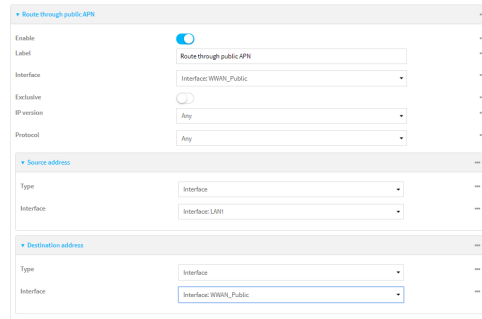 Route through public APN
Enable
Label Route through public APN
Interface Interface: WWAN_Public
Exclusive
IP version Any
Protocol Any
Source address
Type Interface
Interface Interface: LAN1
Destination address
Type Interface
Interface Interface: WWAN_Public